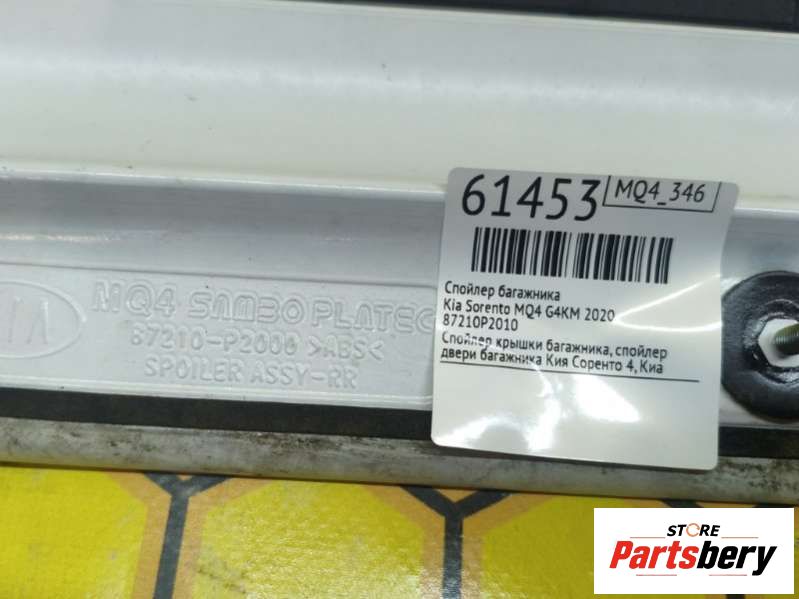 61453
MQ4_346
Спойлер багажника
Kia Sorento MQ4 G4KM 2020
87210P2010
Спойлер крышки багажника, спойлер
двери багажника Кия Соренто 4, Киа
MQ4 SAMBO PLATEC
87210-P2000 >ABS<
SPOILER ASSY-RR
STORE
Partsbery